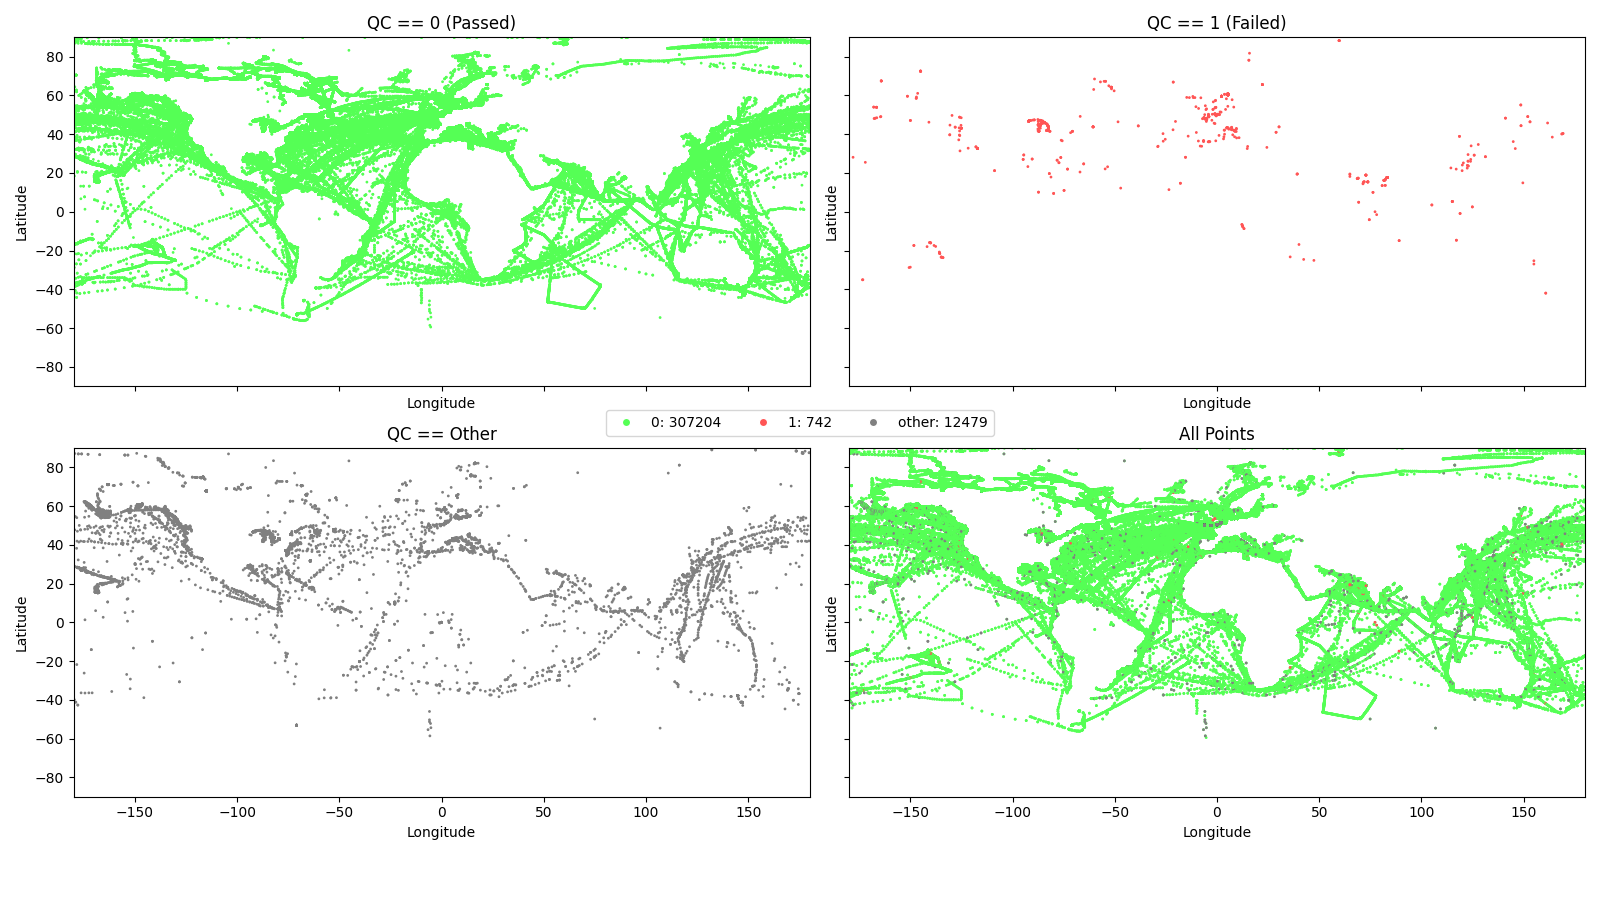 QC == 0 (Passed)
QC == 1 (Failed)
80
60
40
20
0
−20
−40
−60
−80
Latitude
Latitude
Longitude
Longitude
0: 307204
1: 742
other: 12479
QC == Other
All Points
80
60
40
20
0
−20
−40
−60
−80
Latitude
Latitude
−150
−100
−50
0
50
100
150
−150
−100
−50
0
50
100
150
Longitude
Longitude